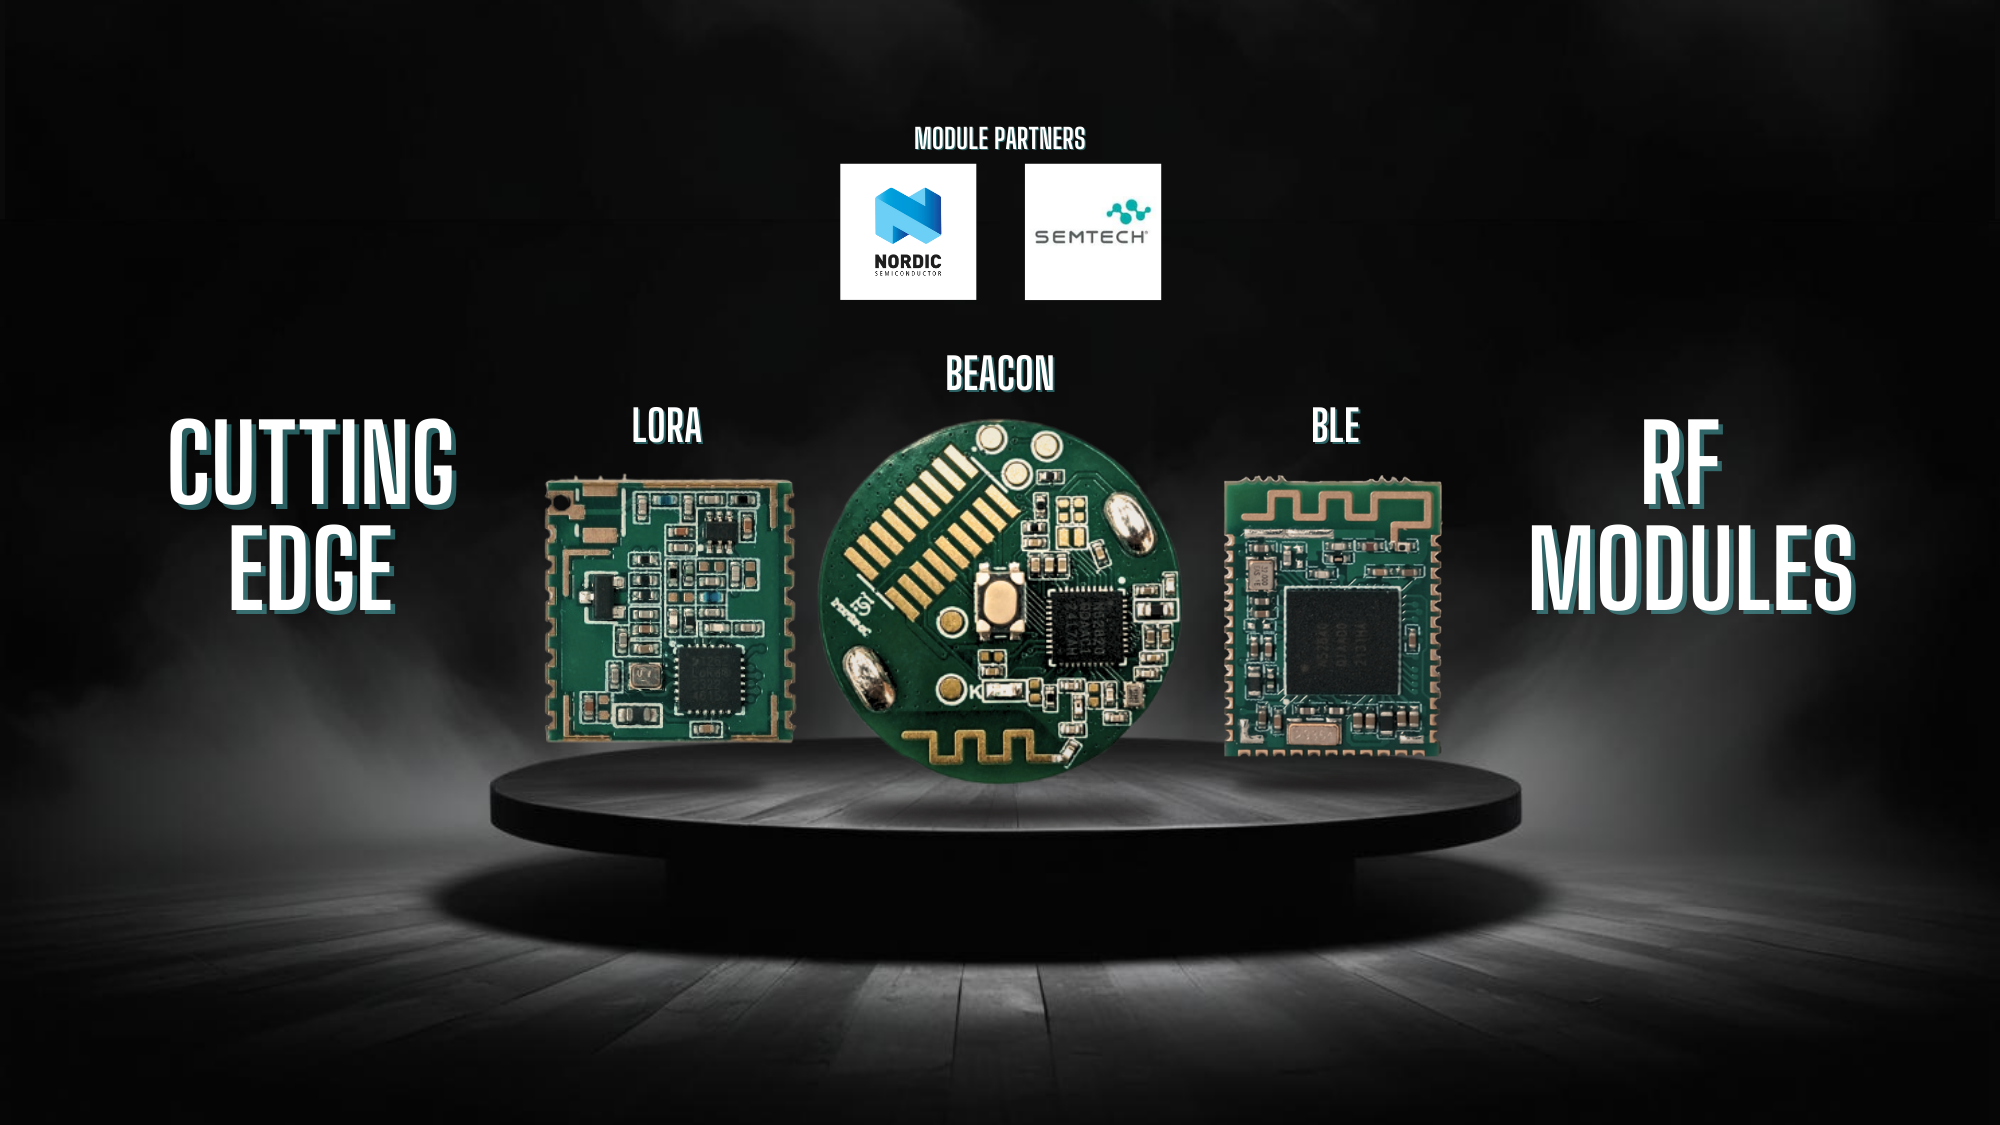 MODULE PARTNERS
NORDIC
SEMICONDUCTOR
SEMTECH
BEACON
LORA
BLE
CUTTING
EDGE
RF
MODULES